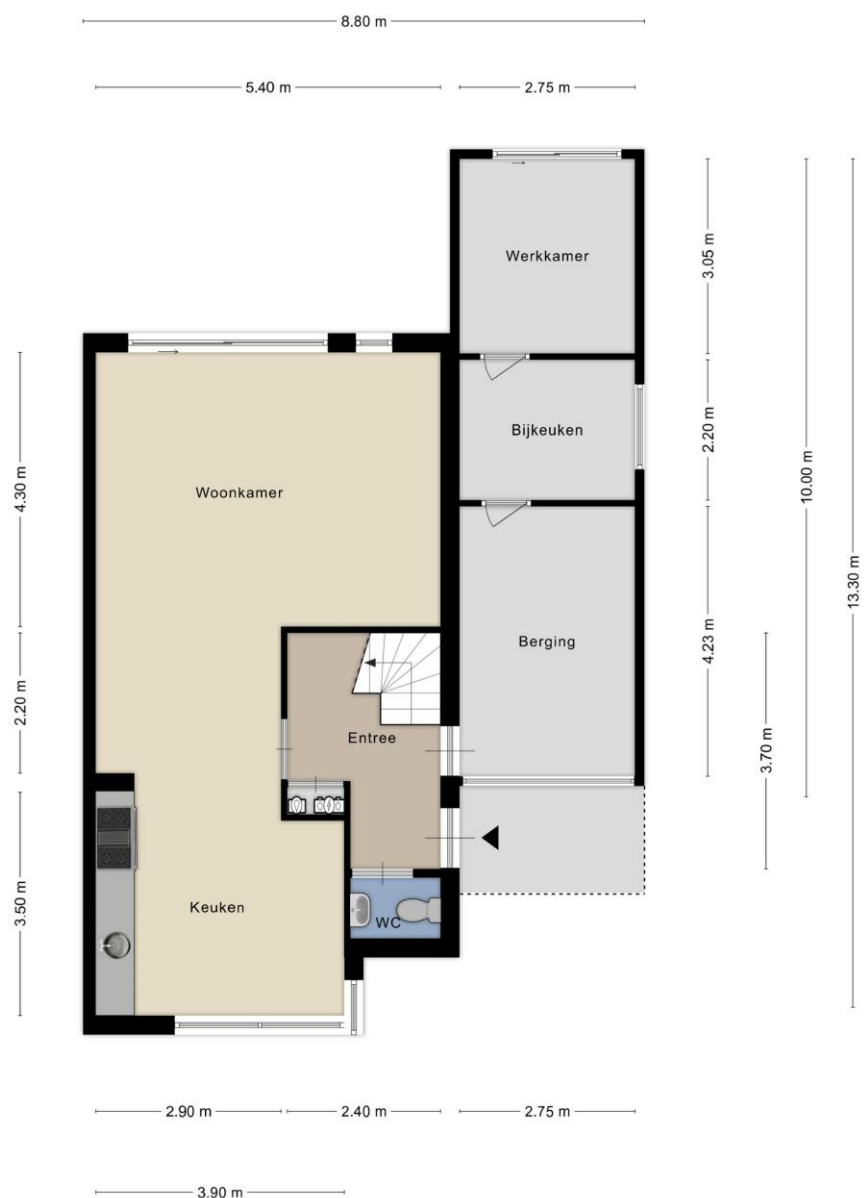 8.80 m
5.40 m
2.75 m
Werkkamer
3.05 m
Bijkeuken
2.20 m
10.00 m
Woonkamer
4.30 m
13.30 m
Berging
4.23 m
2.20 m
Entree
3.70 m
Keuken
3.50 m
WC
2.90 m
2.40 m
2.75 m
3.90 m